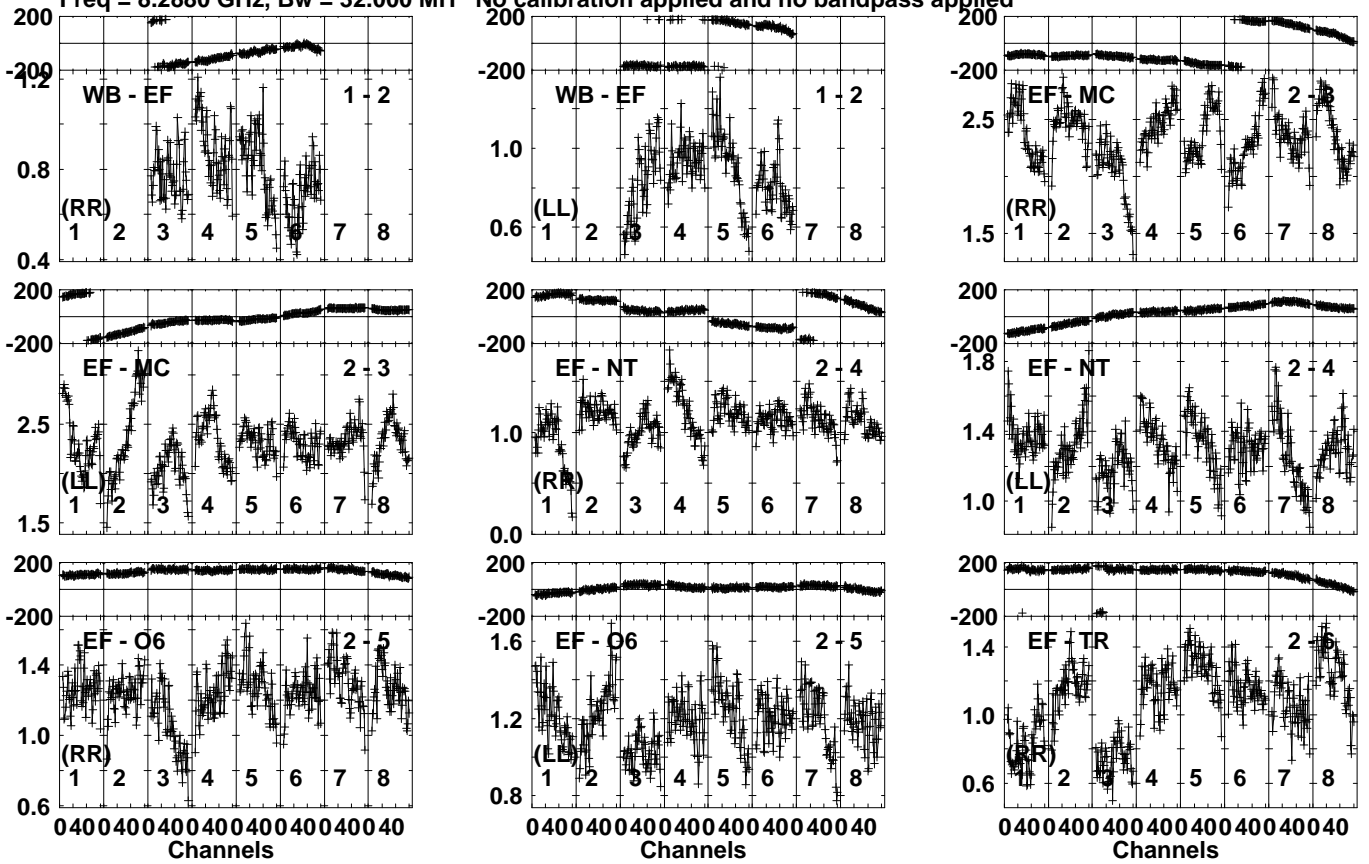 Freq = 8.2880 GHz, Bw = 32.000 MH No calibration applied and no bandpass applied
200 -200 1.2 0.8 0.4 WB - EF 1 - 2 (RR) 1 2 3 4 5 6 7 8
200 -200 1.0 0.6 WB - EF 1 - 2 (LL) 1 2 3 4 5 6 7 8
200 -200 2.5 1.5 EF - MC 2 - 3 (RR) 1 2 3 4 5 6 7 8
200 -200 2.5 1.5 EF - MC 2 - 3 (LL) 1 2 3 4 5 6 7 8
200 -200 1.0 0.0 EF - NT 2 - 4 (RR) 1 2 3 4 5 6 7 8
200 -200 1.8 1.4 1.0 EF - NT 2 - 4 (LL) 1 2 3 4 5 6 7 8
200 -200 1.4 1.0 0.6 EF - O6 2 - 5 (RR) 1 2 3 4 5 6 7 8
200 -200 1.6 1.2 0.8 EF - O6 2 - 5 (LL) 1 2 3 4 5 6 7 8
200 -200 1.4 1.0 0.6 EF - TR 2 - 6 (RR) 1 2 3 4 5 6 7 8
0 40 0 40 0 40 0 40 0 40 0 40 0 40 0 40 0 40 0 40 0 40 0 40 0 40 0 40 0 40 0 40 0 40 0 40 0 40 0 40 0 40 0 40 0 40 0 40
Channels Channels Channels